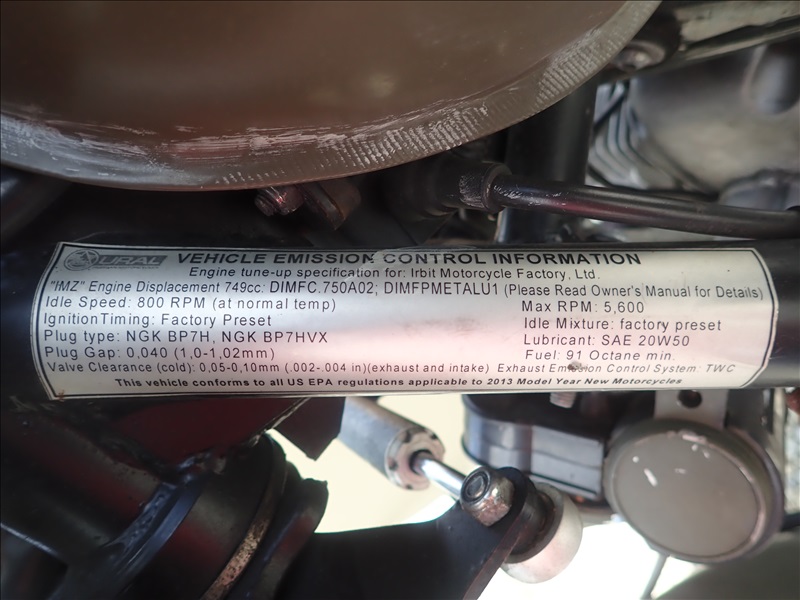 URAL VEHICLE EMISSION CONTROL INFORMATION
Engine tune-up specification for: Irbit Motorcycle Factory, Ltd.
"IMZ" Engine Displacement 749cc: DIMFC.750A02; DIMFPMETALU1 (Please Read Owner's Manual for Details)
Idle Speed: 800 RPM (at normal temp) Max RPM: 5,600
Ignition Timing: Factory Preset Idle Mixture: factory preset
Plug type: NGK BP7H, NGK BP7HVX Lubricant: SAE 20W50
Plug Gap: 0,040 (1,0-1,02mm) Fuel: 91 Octane min.
Valve Clearance (cold): 0,05-0,10mm (.002-.004 in)(exhaust and intake) Exhaust Emission Control System: TWC
This vehicle conforms to all US EPA regulations applicable to 2013 Model Year New Motorcycles